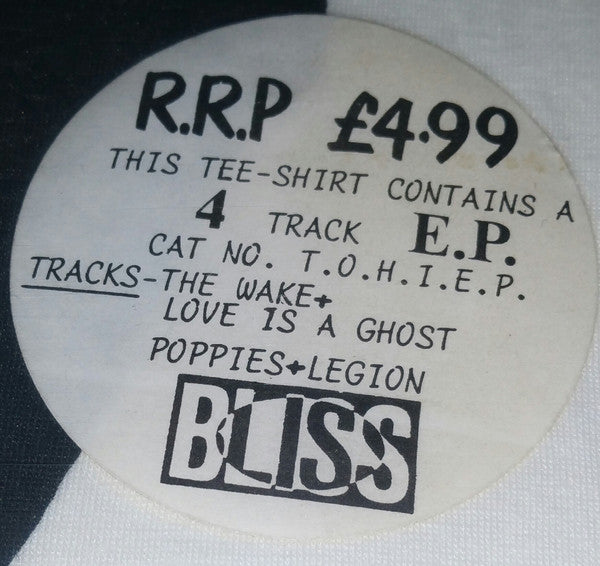 R.R.P £4.99
THIS TEE-SHIRT CONTAINS A
4 TRACK E.P.
CAT NO. T.O.H.I.E.P.
TRACKS-THE WAKE+
LOVE IS A GHOST
POPPIES+LEGION
BLISS